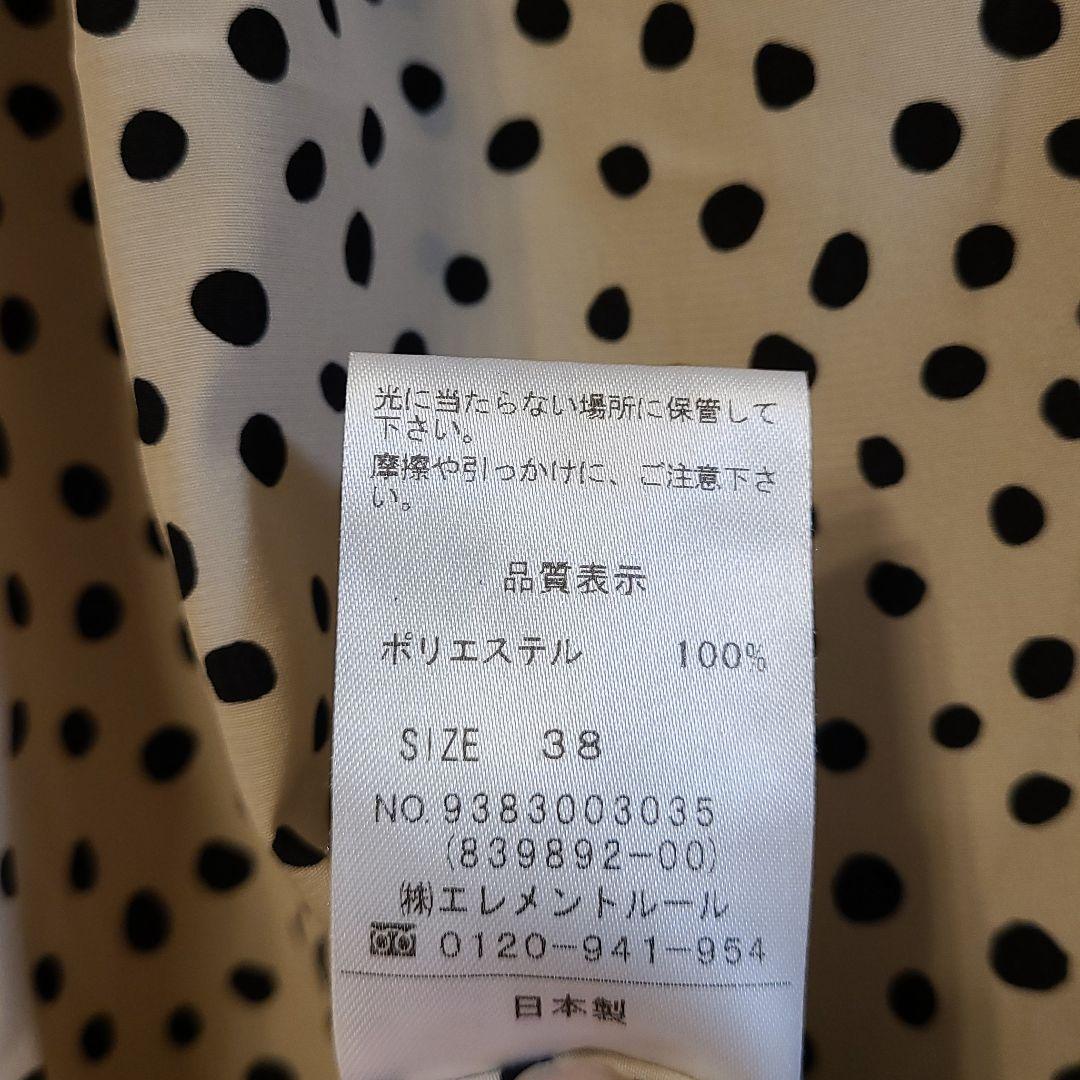 光に当たらない場所に保管して
下さい。
摩擦や引っかけに、ご注意下さ
い。
品質表示
ポリエステル 100%
SIZE 38
NO.9383003035
(839892-00)
㈱エレメントルール
0120-941-954
日本製